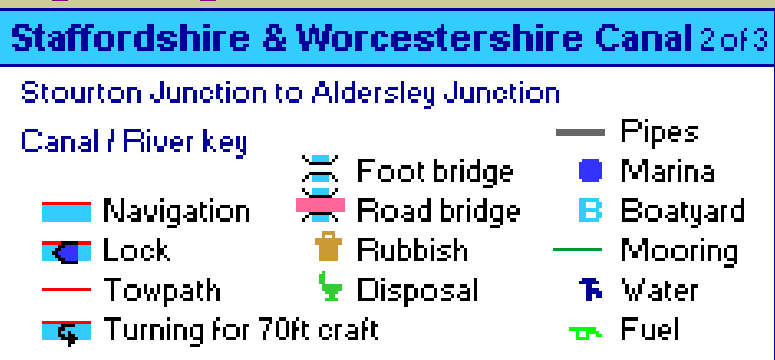 Staffordshire & Worcestershire Canal 2 of 3
Stourton Junction to Aldersley Junction
Canal / River key
Pipes
Foot bridge
Marina
Navigation
Road bridge
B Boatyard
Lock
Rubbish
Mooring
Towpath
Disposal
Water
Turning for 70ft craft
Fuel